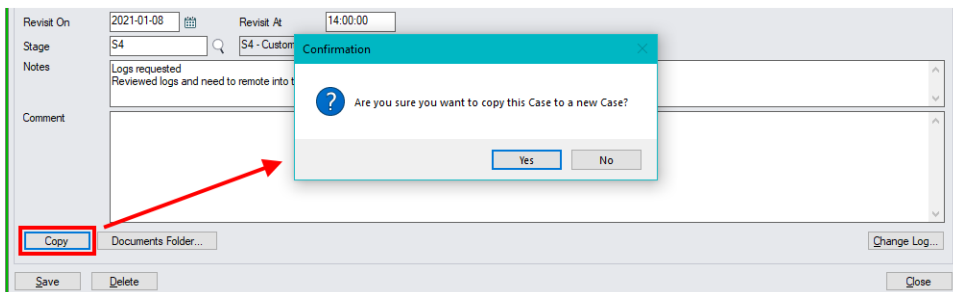 Revisit On 2021-01-08 Revisit At 14:00:00
Stage S4 S4 - Custom
Confirmation
Notes Logs requested
Reviewed logs and need to remote into t
Are you sure you want to copy this Case to a new Case?
Comment
Yes No
Copy Documents Folder... Change Log...
Save Delete Close